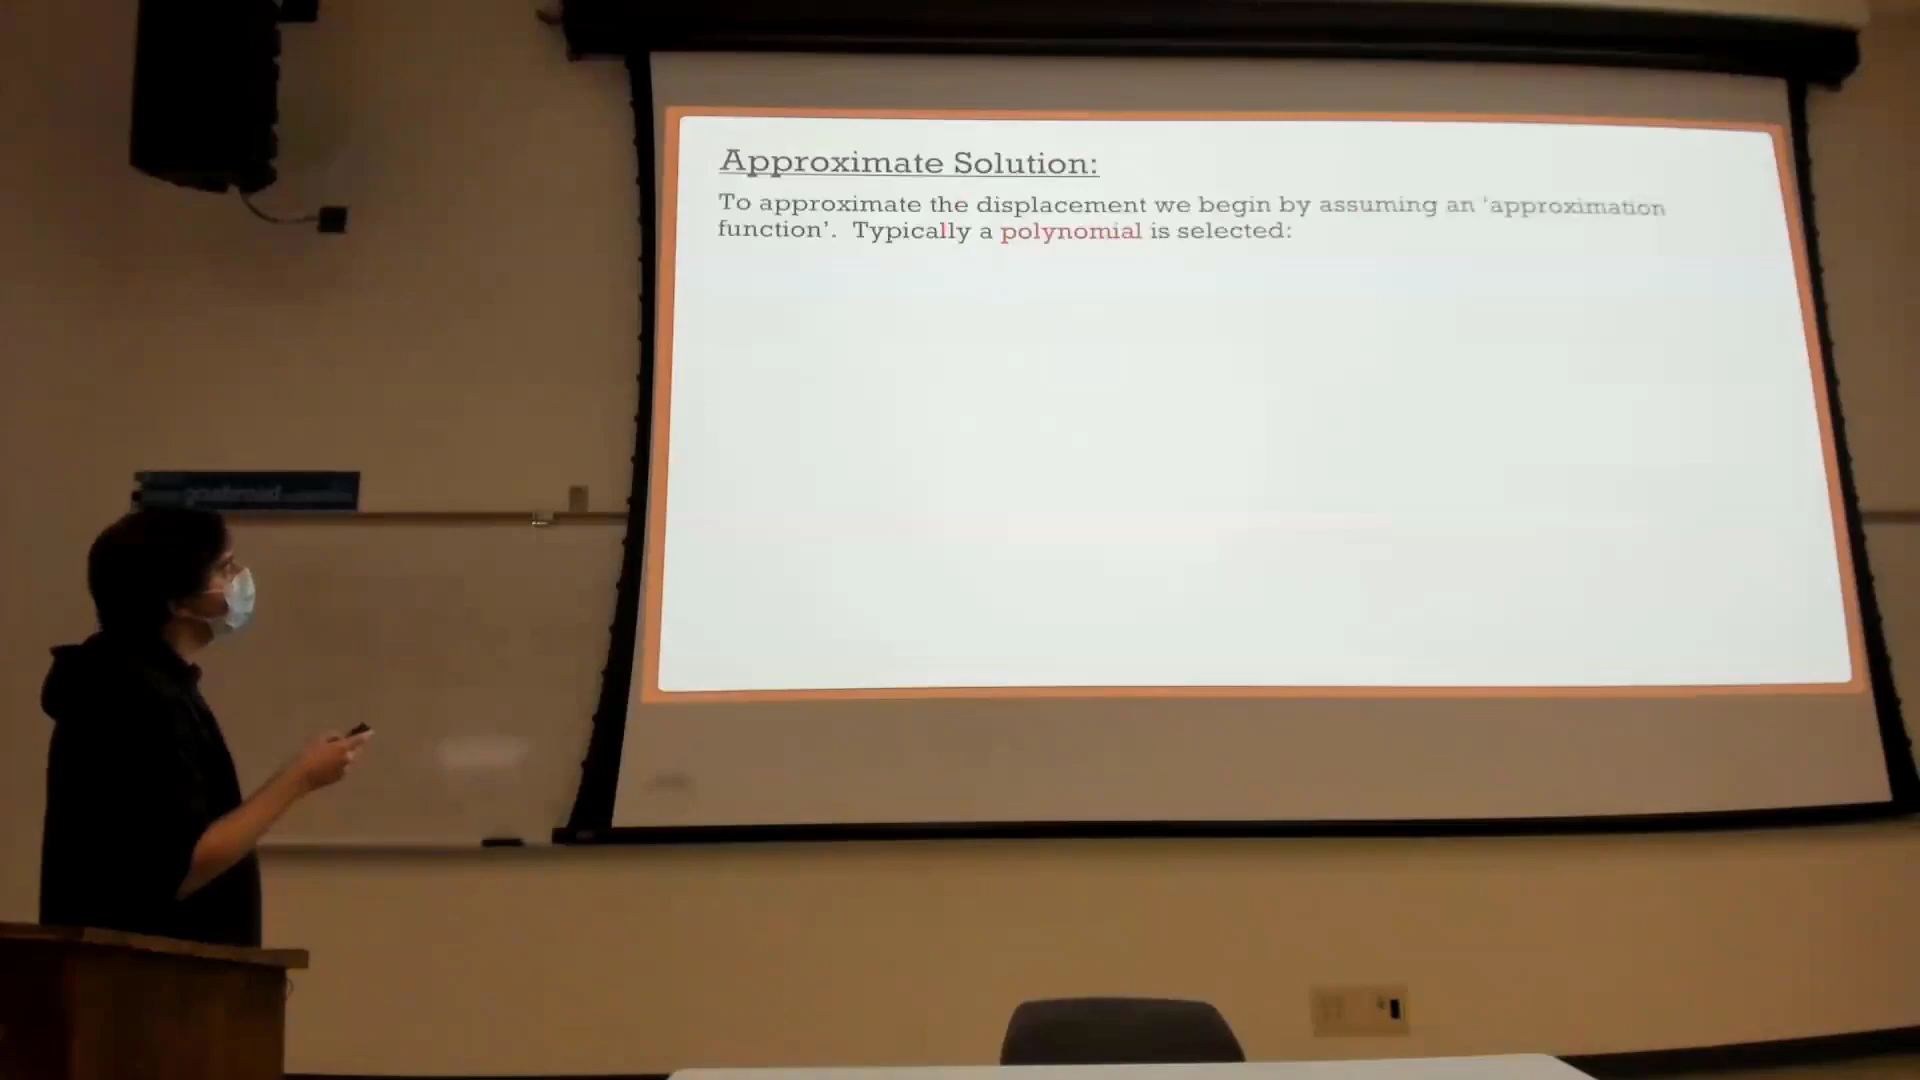 Approximate Solution:
To approximate the displacement we begin by assuming an 'approximation
function'. Typically a polynomial is selected: